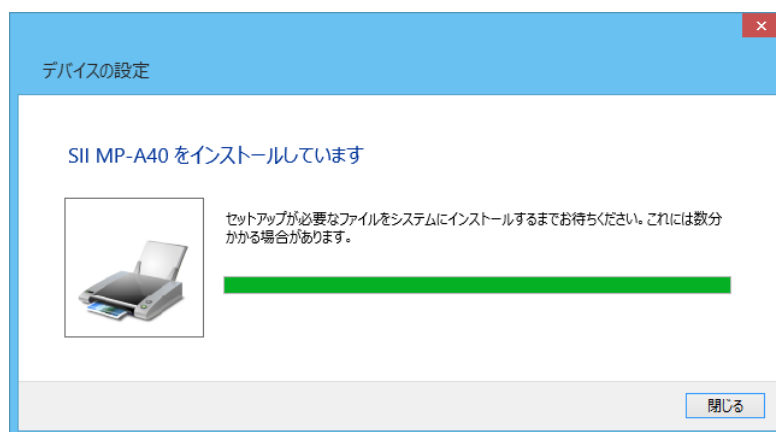 デバイスの設定
SII MP-A40 をインストールしています
セットアップが必要なファイルをシステムにインストールするまでお待ちください。これには数分
かかる場合があります。
閉じる